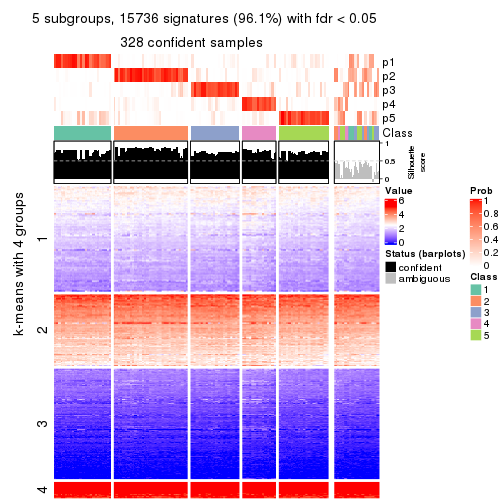 5 subgroups, 15736 signatures (96.1%) with fdr < 0.05
328 confident samples
p1
p2
p3
p4
p5
Class
1
0.5
0
Silhouette
score
k-means with 4 groups
1
2
3
4
Value
6
4
2
0
Status (barplots)
confident
ambiguous
Prob
1
0.8
0.6
0.4
0.2
0
Class
1
2
3
4
5